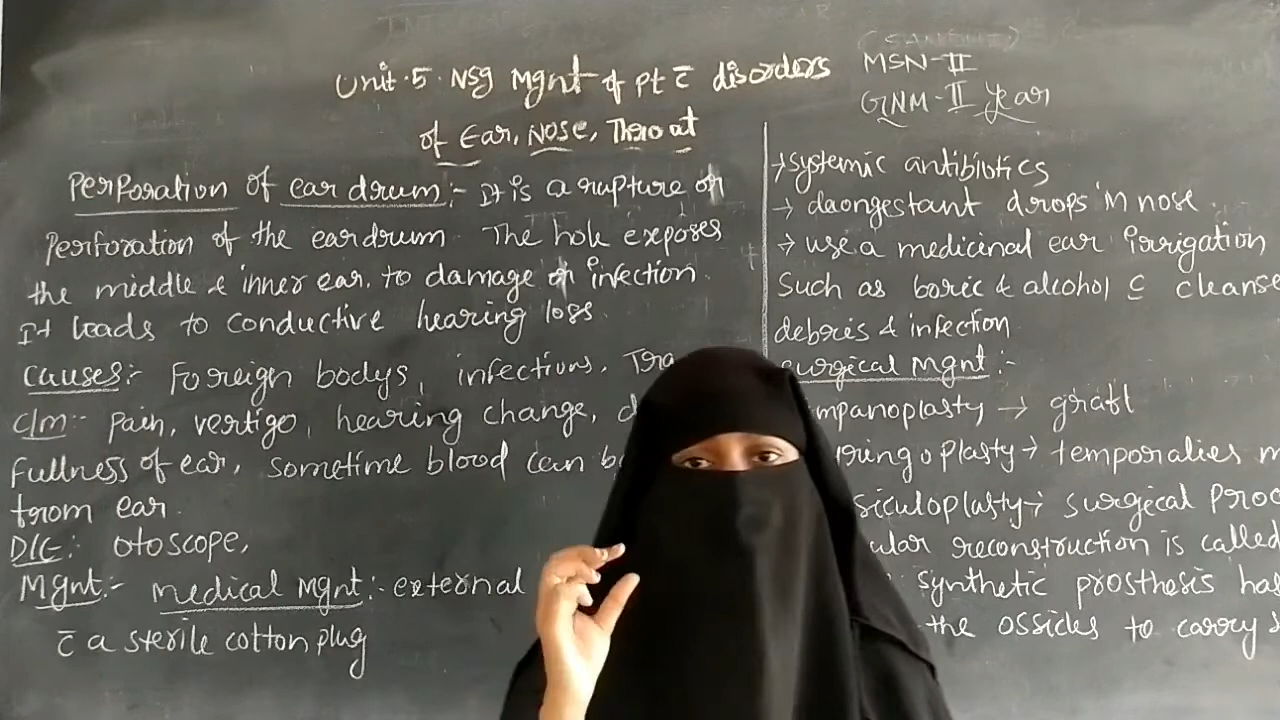 Unit.5. Nsg Mgnt of Pt c̄ disorders
of Ear, Nose, Throat
MSN-II
GNM-II Year
Perporation of ear drum:- It is a rupture or
Perforation of the eardrum. The hole exposes
the middle & inner ear. to damage or infection.
It leads to conductive hearing loss.
Causes:- Foreign bodys, infections, Tra
C/m:- Pain, vertigo, hearing change,
Fullness of ear, sometime blood can
from ear.
D/E:- otoscope,
Mgnt:- medical mgnt:- external
c̄ a sterile cotton plug
→ systemic antibiotics
→ daongestant drops in nose.
→ use a medicinal ear irrigation
Such as boric & alcohol c̄ cleanse
debris & infection
surgical mgnt:-
mpanoplasty → graft
ringoplasty → temporalies m
siculoplasty → surgical Proc
ular reconstruction is called
synthetic prosthesis has
the ossicles to carry s